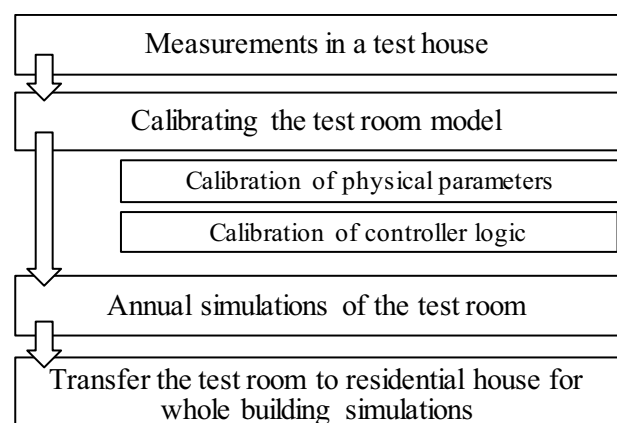 Measurements in a test house
Calibrating the test room model
Calibration of physical parameters
Calibration of controller logic
Annual simulations of the test room
Transfer the test room to residential house for
whole building simulations